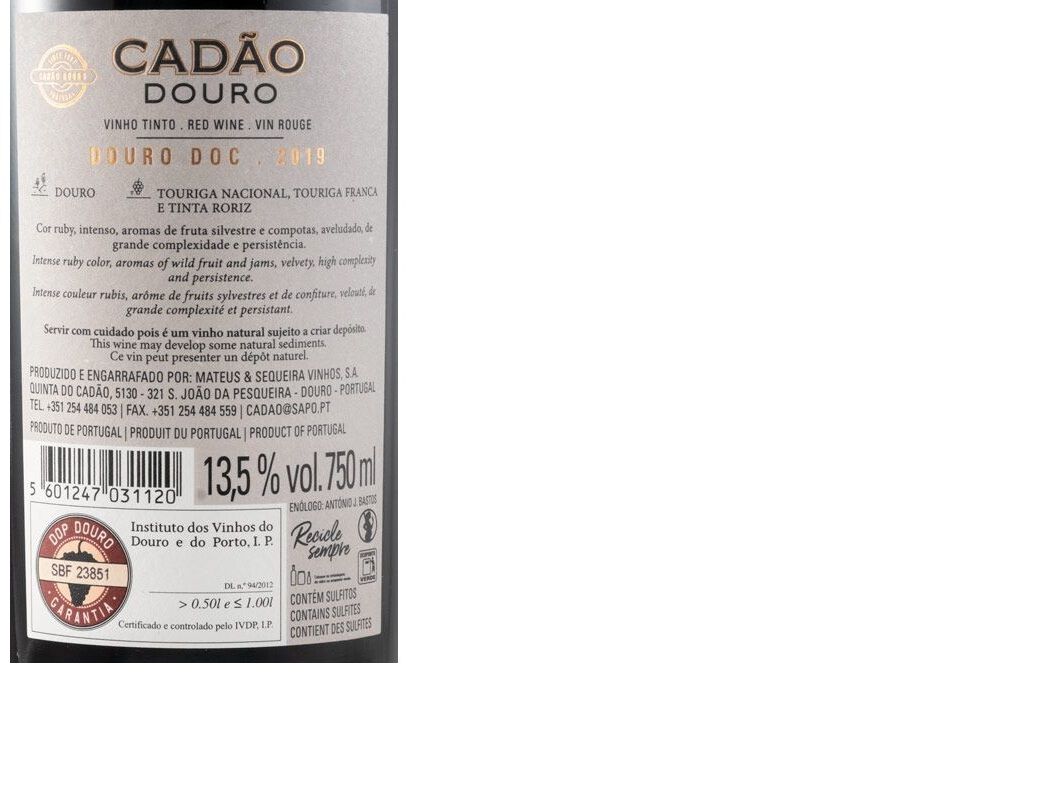 CADÃO
DOURO
VINHO TINTO . RED WINE . VIN ROUGE
DOURO DOC . 2019
DOURO
TOURIGA NACIONAL, TOURIGA FRANCA
E TINTA RORIZ
Cor ruby, intenso, aromas de fruta silvestre e compotas, aveludado, de
grande complexidade e persistência.
Intense ruby color, aromas of wild fruit and jams, velvety, high complexity
and persistence.
Intense couleur rubis, arôme de fruits sylvestres et de confiture, velouté, de
grande complexité et persistant.
Servir com cuidado pois é um vinho natural sujeito a criar depósito.
This wine may develop some natural sediments.
Ce vin peut presenter un dépôt naturel.
PRODUZIDO E ENGARRAFADO POR: MATEUS & SEQUEIRA VINHOS, S.A.
QUINTA DO CADÃO, 5130 - 321 S. JOÃO DA PESQUEIRA - DOURO - PORTUGAL
TEL. +351 254 484 053 | FAX. +351 254 484 559 | CADAO@SAPO.PT
PRODUTO DE PORTUGAL | PRODUIT DU PORTUGAL | PRODUCT OF PORTUGAL
5 601247 031120
13,5 % vol. 750 ml
ENÓLOGO: ANTÓNIO J. BASTOS
DOP DOURO
SBF 23851
GARANTIA
Instituto dos Vinhos do
Douro e do Porto, I. P.
DL n.º 94/2012
> 0.50l e ≤ 1.00l
Certificado e controlado pelo IVDP, I.P.
Recicle
sempre
VERDE
CONTÉM SULFITOS
CONTAINS SULFITES
CONTIENT DES SULFITES